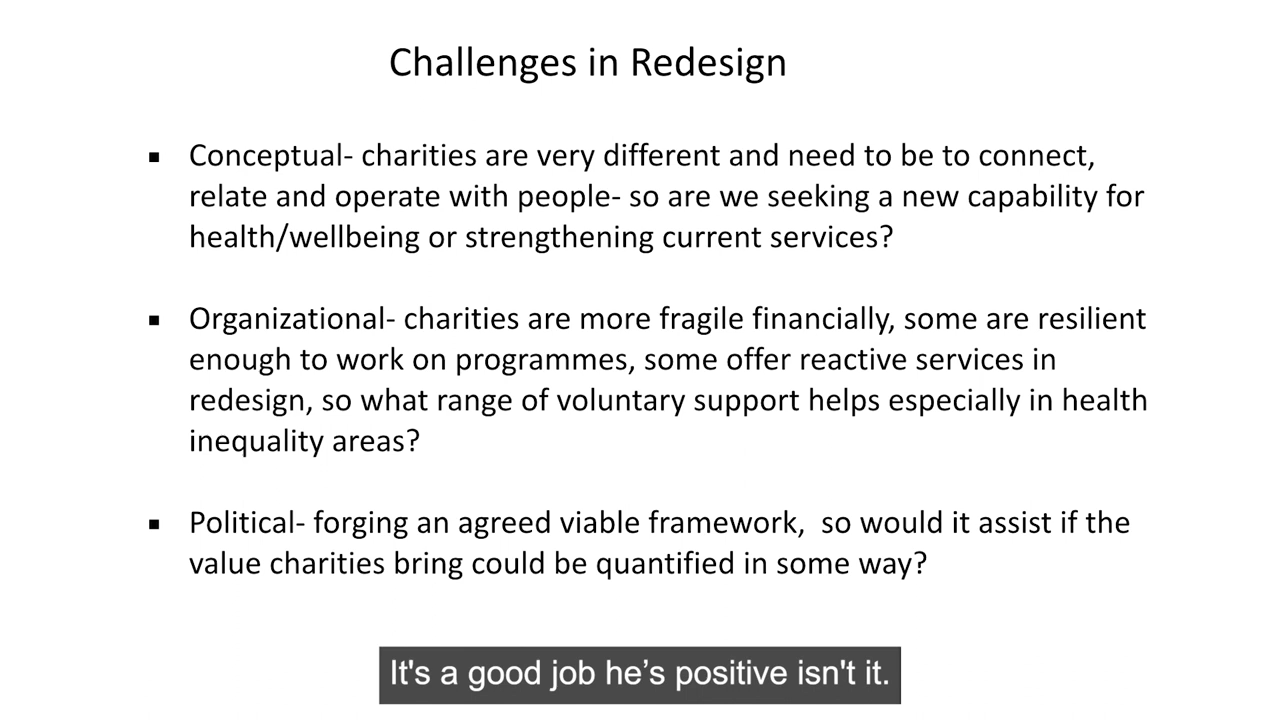 Challenges in Redesign
▪ Conceptual- charities are very different and need to be to connect,
relate and operate with people- so are we seeking a new capability for
health/wellbeing or strengthening current services?
▪ Organizational- charities are more fragile financially, some are resilient
enough to work on programmes, some offer reactive services in
redesign, so what range of voluntary support helps especially in health
inequality areas?
▪ Political- forging an agreed viable framework,  so would it assist if the
value charities bring could be quantified in some way?
It's a good job he’s positive isn't it.